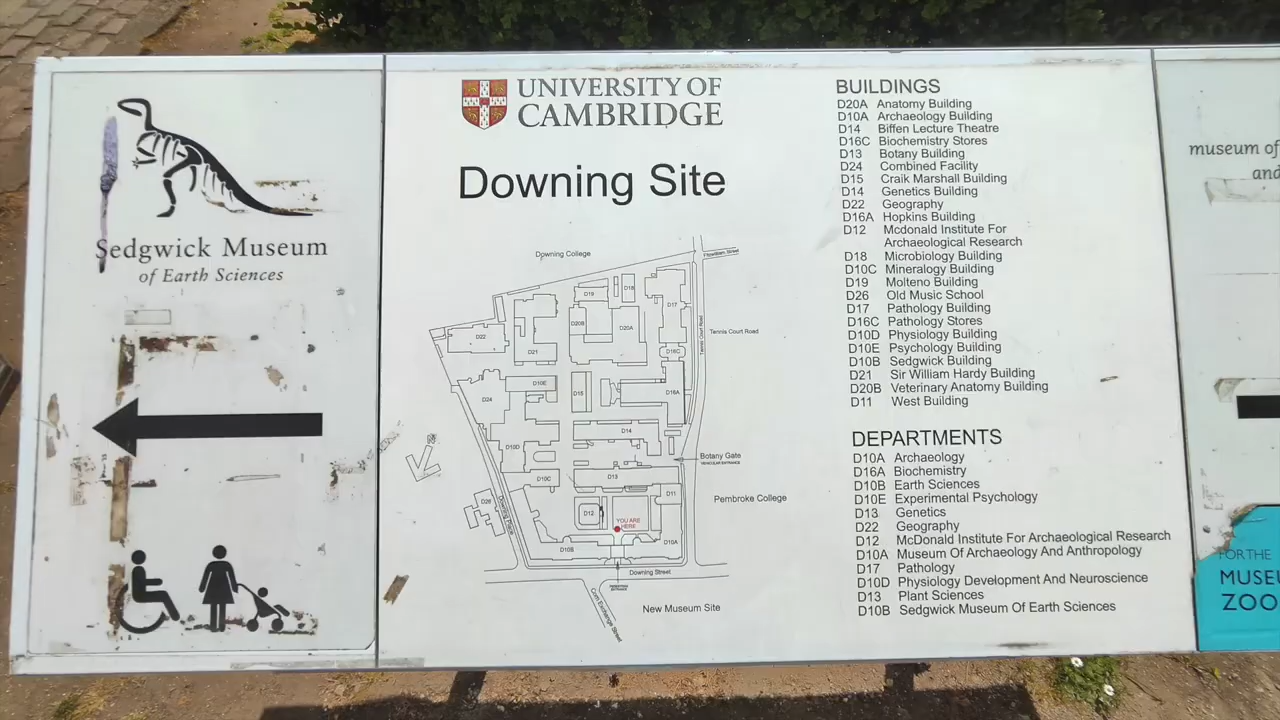 Sedgwick Museum
of Earth Sciences
UNIVERSITY OF
CAMBRIDGE
Downing Site
Downing College
Fitzwilliam Street
D19
D18
D17
D20B
D20A
D22
D21
D16C
Tennis Court Road
Tennis Court Road
D10E
D24
D15
D16A
D14
D10D
Botany Gate
VEHICULAR ENTRANCE
D10C
D13
D11
Pembroke College
D26
Downing Place
D12
YOU ARE
HERE
D10B
D10A
Downing Street
PEDESTRIAN
ENTRANCE
Corn Exchange Street
New Museum Site
BUILDINGS
D20A Anatomy Building
D10A Archaeology Building
D14 Biffen Lecture Theatre
D16C Biochemistry Stores
D13 Botany Building
D24 Combined Facility
D15 Craik Marshall Building
D14 Genetics Building
D22 Geography
D16A Hopkins Building
D12 Mcdonald Institute For
Archaeological Research
D18 Microbiology Building
D10C Mineralogy Building
D19 Molteno Building
D26 Old Music School
D17 Pathology Building
D16C Pathology Stores
D10D Physiology Building
D10E Psychology Building
D10B Sedgwick Building
D21 Sir William Hardy Building
D20B Veterinary Anatomy Building
D11 West Building
DEPARTMENTS
D10A Archaeology
D16A Biochemistry
D10B Earth Sciences
D10E Experimental Psychology
D13 Genetics
D22 Geography
D12 McDonald Institute For Archaeological Research
D10A Museum Of Archaeology And Anthropology
D17 Pathology
D10D Physiology Development And Neuroscience
D13 Plant Sciences
D10B Sedgwick Museum Of Earth Sciences
museum of
and
FOR THE
MUSEU
ZOO